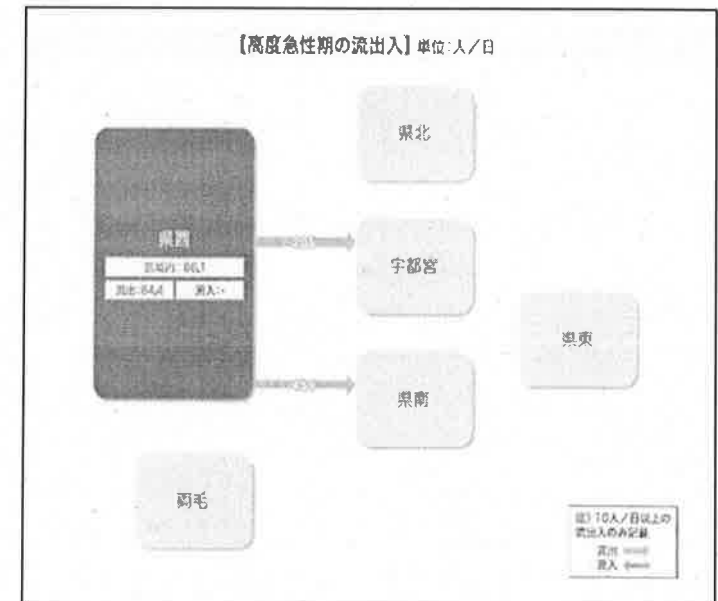 【高度急性期の流出入】単位:人/日
県北
県西
宇都宮
県東
県南
両毛
注)10人/日以上の
流出入のみ記載
流出
流入